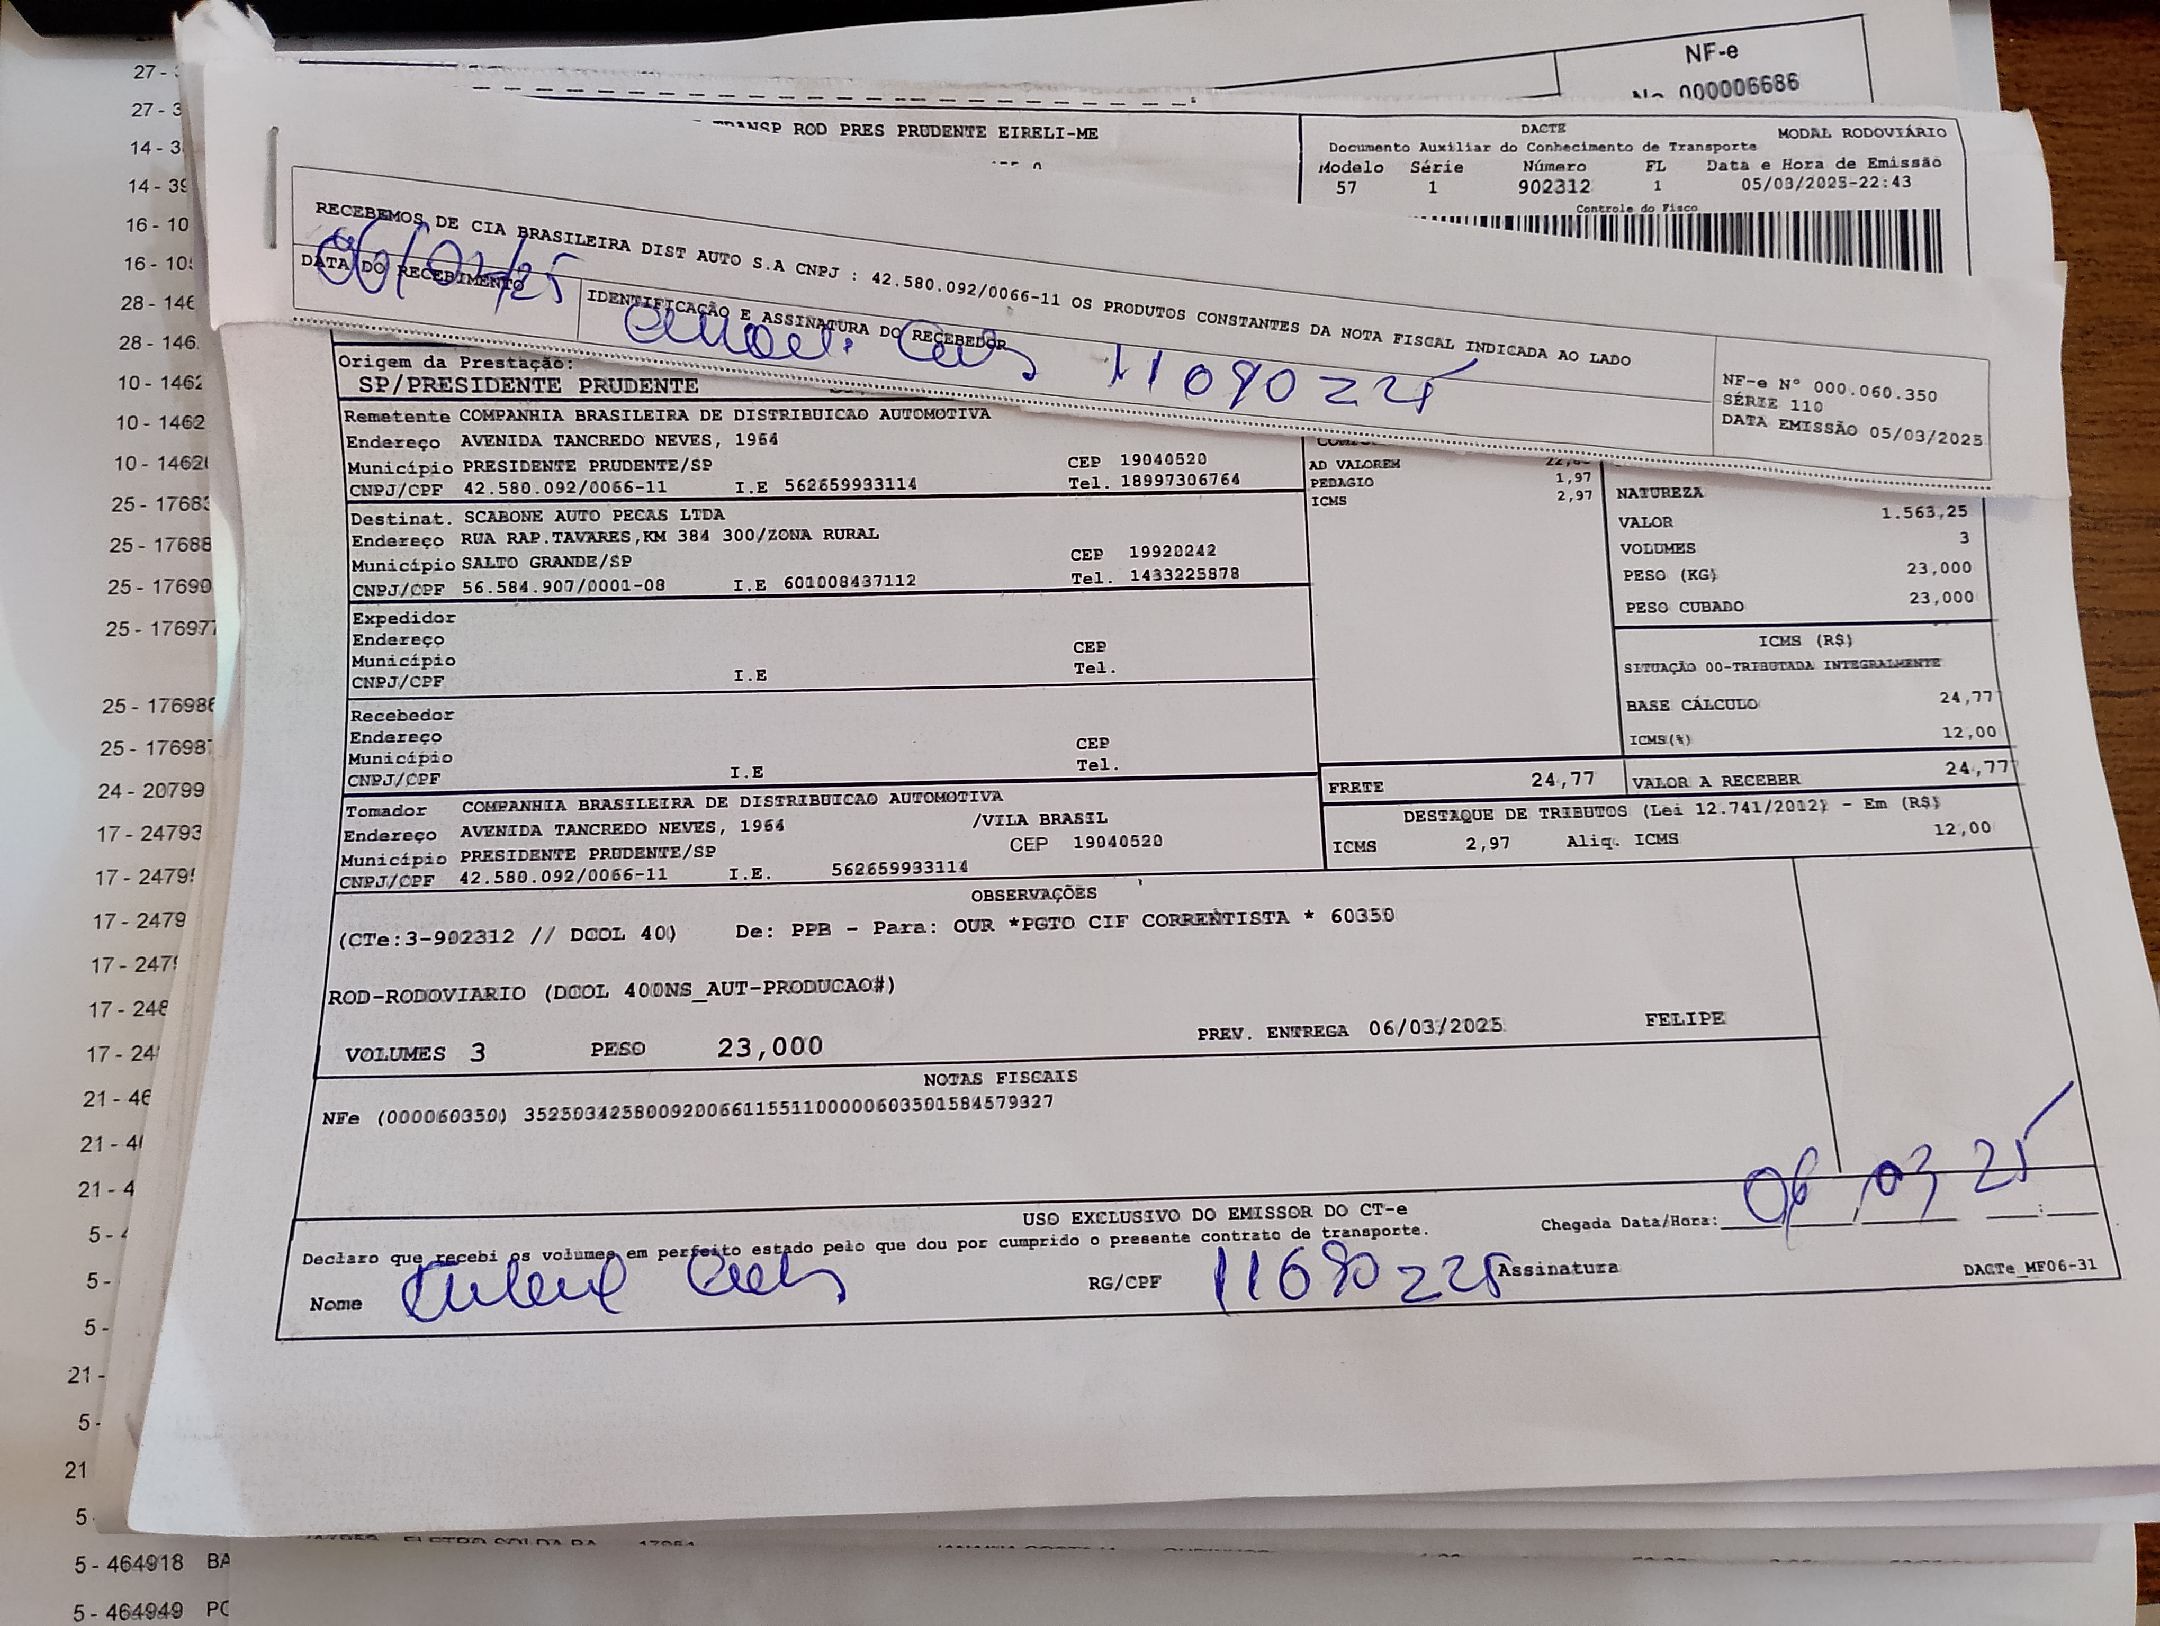 NF-e
No 000006686
TRANSP ROD PRES PRUDENTE EIRELI-ME
DACTE
MODAL RODOVIÁRIO
Documento Auxiliar do Conhecimento de Transporte
Modelo Série Número FL Data e Hora de Emissão
57 1 902312 1 05/03/2025-22:43
Controle do Fisco
RECEBEMOS DE CIA BRASILEIRA DIST AUTO S.A CNPJ : 42.580.092/0066-11 OS PRODUTOS CONSTANTES DA NOTA FISCAL INDICADA AO LADO
DATA DO RECEBIMENTO
IDENTIFICAÇÃO E ASSINATURA DO RECEBEDOR
NF-e N° 000.060.350
SÉRIE 110
DATA EMISSÃO 05/03/2025
Origem da Prestação:
SP/PRESIDENTE PRUDENTE
Remetente COMPANHIA BRASILEIRA DE DISTRIBUICAO AUTOMOTIVA
Endereço AVENIDA TANCREDO NEVES, 1964
Município PRESIDENTE PRUDENTE/SP CEP 19040520
CNPJ/CPF 42.580.092/0066-11 I.E 562659933114 Tel. 18997306764
Destinat. SCABONE AUTO PECAS LTDA
Endereço RUA RAP.TAVARES,KM 384 300/ZONA RURAL
Município SALTO GRANDE/SP CEP 19920242
CNPJ/CPF 56.584.907/0001-08 I.E 601008437112 Tel. 1433225878
Expedidor
Endereço
Município CEP
CNPJ/CPF I.E Tel.
Recebedor
Endereço
Município CEP
CNPJ/CPF I.E Tel.
Tomador COMPANHIA BRASILEIRA DE DISTRIBUICAO AUTOMOTIVA
Endereço AVENIDA TANCREDO NEVES, 1964 /VILA BRASIL
Município PRESIDENTE PRUDENTE/SP CEP 19040520
CNPJ/CPF 42.580.092/0066-11 I.E. 562659933114
AD VALOREM
PEDAGIO 1,97
ICMS 2,97
NATUREZA
VALOR 1.563,25
VOLUMES 3
PESO (KG) 23,000
PESO CUBADO 23,000
ICMS (R$)
SITUAÇÃO 00-TRIBUTADA INTEGRALMENTE
BASE CÁLCULO 24,77
ICMS(%) 12,00
FRETE 24,77 VALOR A RECEBER 24,77
DESTAQUE DE TRIBUTOS (Lei 12.741/2012) - Em (R$)
ICMS 2,97 Aliq. ICMS 12,00
OBSERVAÇÕES
(CTe:3-902312 // DCOL 40) De: PPB - Para: OUR *PGTO CIF CORRENTISTA * 60350
ROD-RODOVIARIO (DCOL 400NS_AUT-PRODUCAO#)
VOLUMES 3 PESO 23,000 PREV. ENTREGA 06/03/2025 FELIPE
NOTAS FISCAIS
NFe (000060350) 35250342580092006611551100000603501584579327
USO EXCLUSIVO DO EMISSOR DO CT-e
Declaro que recebi os volumes em perfeito estado pelo que dou por cumprido o presente contrato de transporte.
Chegada Data/Hora: 06 03 25
Nome
RG/CPF
Assinatura
DACTe_MF06-31
5 - 464918 BA
5 - 464949 PC